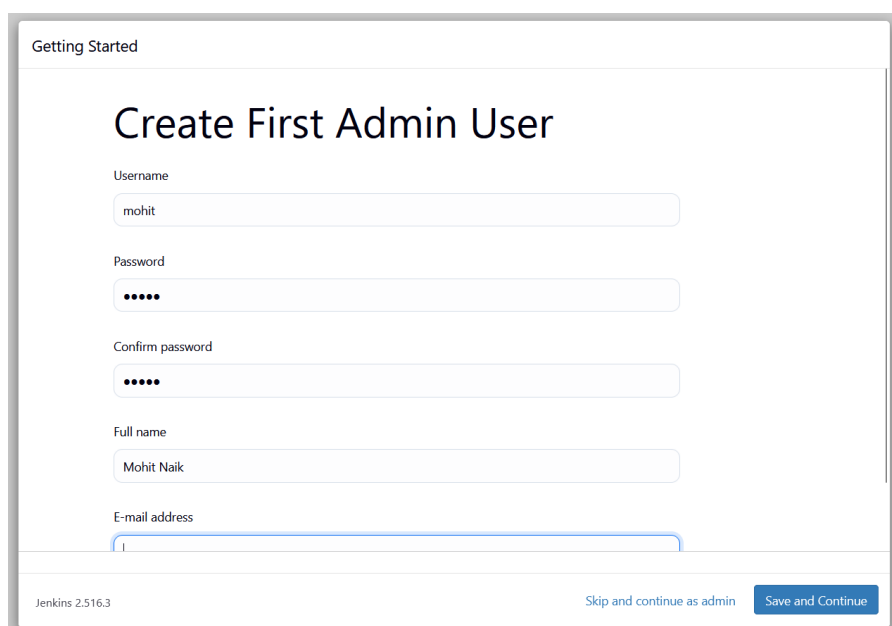 Getting Started
Create First Admin User
Username
mohit
Password
•••••
Confirm password
•••••
Full name
Mohit Naik
E-mail address
Jenkins 2.516.3
Skip and continue as admin
Save and Continue